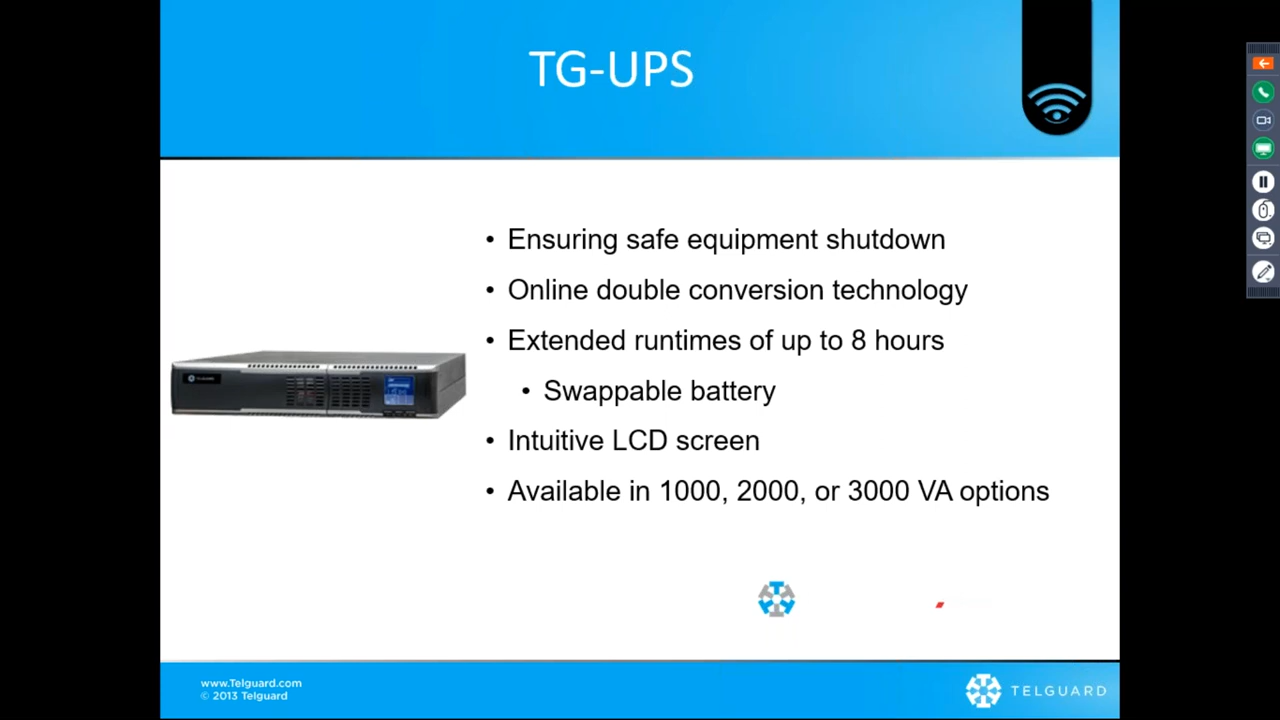 TG-UPS
• Ensuring safe equipment shutdown
• Online double conversion technology
• Extended runtimes of up to 8 hours
• Swappable battery
• Intuitive LCD screen
• Available in 1000, 2000, or 3000 VA options
TELGUARD
www.Telguard.com
© 2013 Telguard
TELGUARD